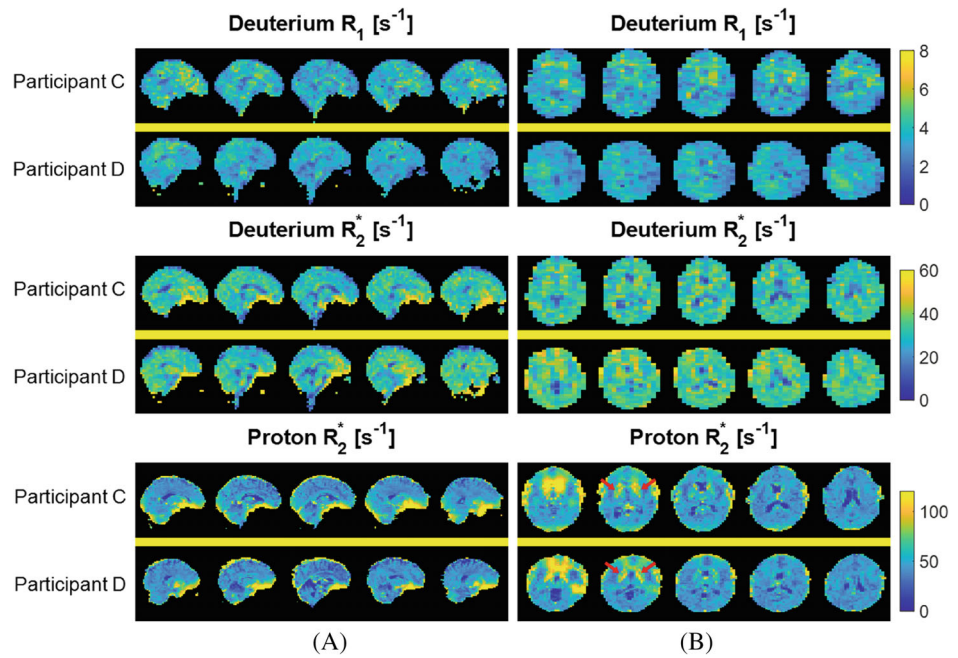 Deuterium R1 [s-1]
Deuterium R1 [s-1]
Participant C
Participant D
8
6
4
2
0
Deuterium R2* [s-1]
Deuterium R2* [s-1]
Participant C
Participant D
60
40
20
0
Proton R2* [s-1]
Proton R2* [s-1]
Participant C
Participant D
100
50
0
(A)
(B)